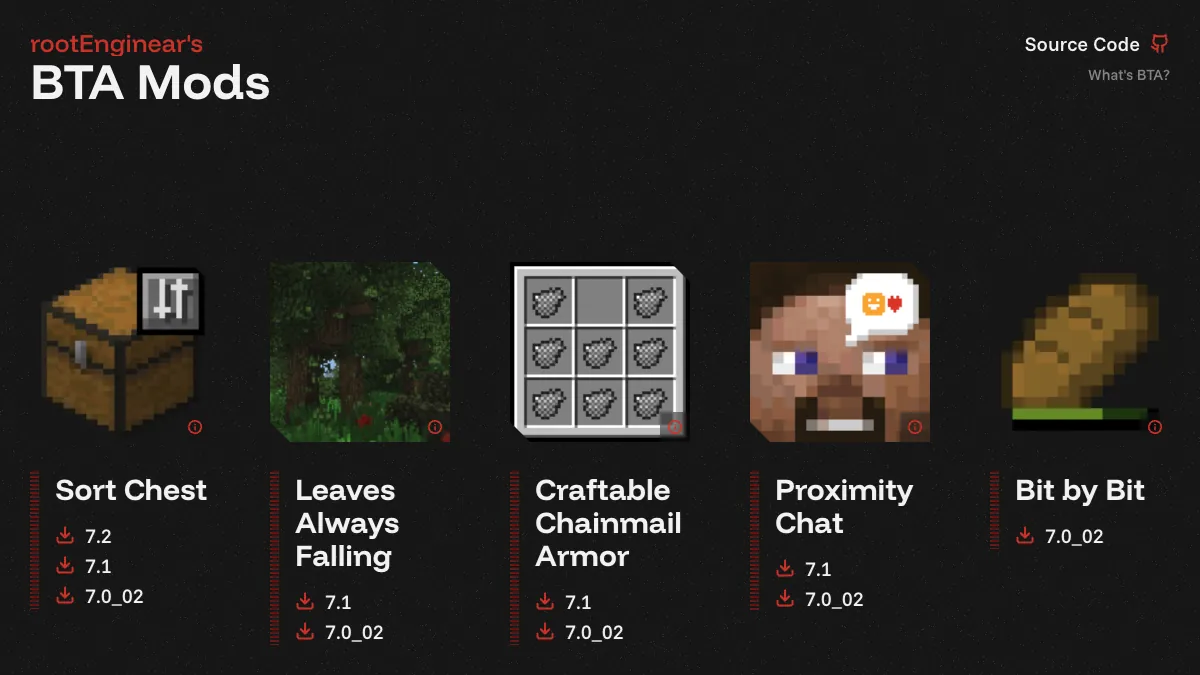 rootEnginear's
BTA Mods
Source Code
What's BTA?
Sort Chest
7.2
7.1
7.0_02
Leaves
Always
Falling
7.1
7.0_02
Craftable
Chainmail
Armor
7.1
7.0_02
Proximity
Chat
7.1
7.0_02
Bit by Bit
7.0_02